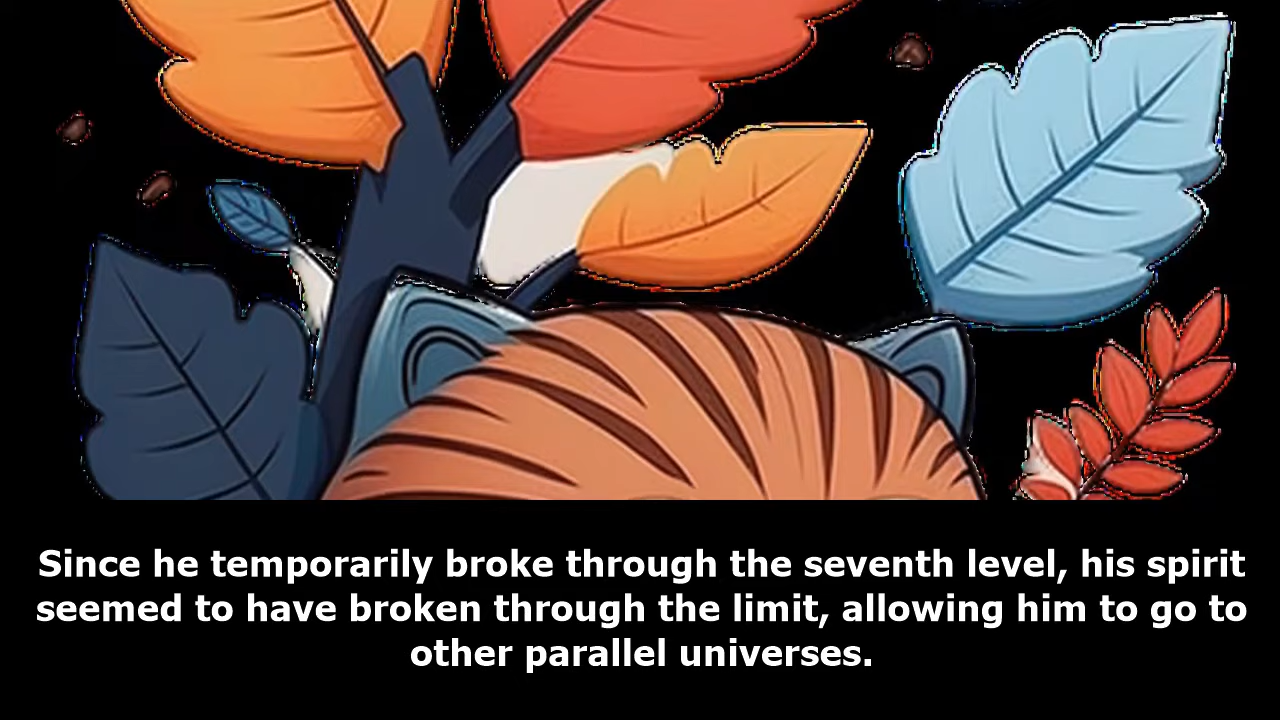 Since he temporarily broke through the seventh level, his spirit
seemed to have broken through the limit, allowing him to go to
other parallel universes.